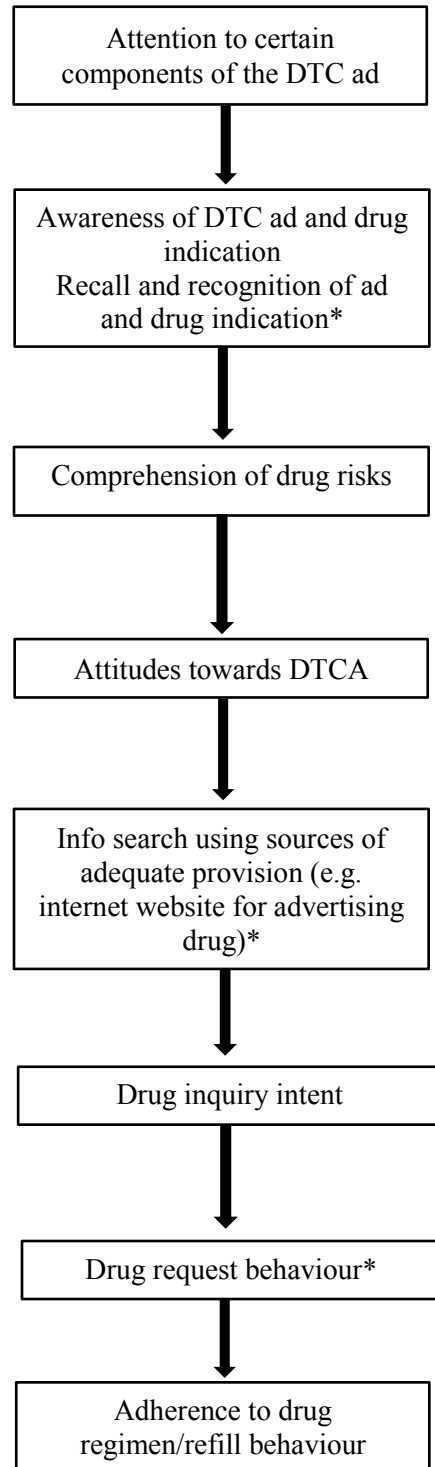 Attention to certain
components of the DTC ad
Awareness of DTC ad and drug
indication
Recall and recognition of ad
and drug indication*
Comprehension of drug risks
Attitudes towards DTCA
Info search using sources of
adequate provision (e.g.
internet website for advertising
drug)*
Drug inquiry intent
Drug request behaviour*
Adherence to drug
regimen/refill behaviour